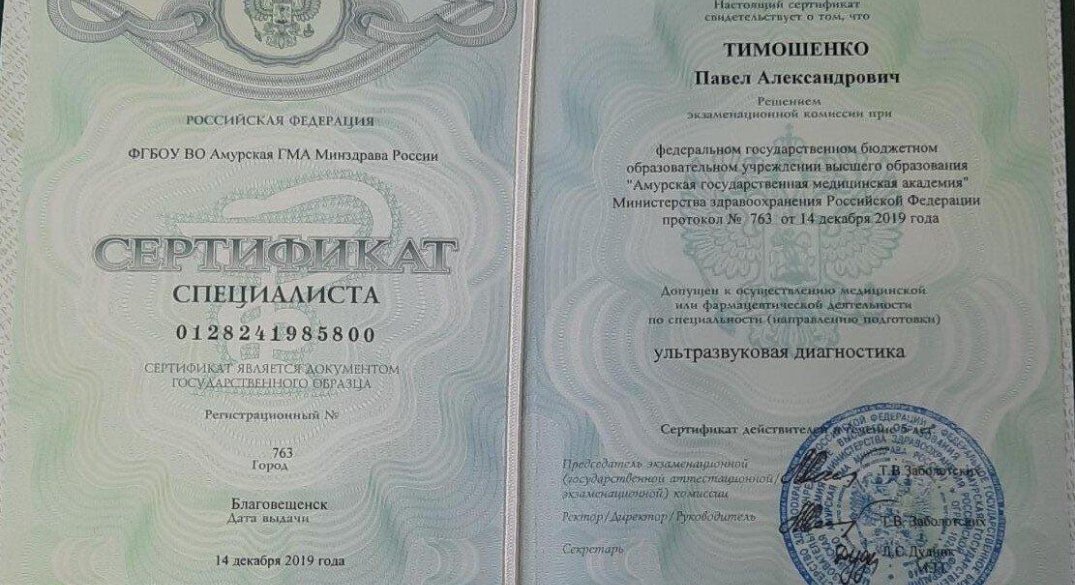 РОССИЙСКАЯ ФЕДЕРАЦИЯ
ФГБОУ ВО Амурская ГМА Минздрава России
СЕРТИФИКАТ
СПЕЦИАЛИСТА
0128241985800
СЕРТИФИКАТ ЯВЛЯЕТСЯ ДОКУМЕНТОМ
ГОСУДАРСТВЕННОГО ОБРАЗЦА
Регистрационный №
763
Город
Благовещенск
Дата выдачи
14 декабря 2019 года
Настоящий сертификат
свидетельствует о том, что
ТИМОШЕНКО
Павел Александрович
Решением
экзаменационной комиссии при
федеральном государственном бюджетном
образовательном учреждении высшего образования
"Амурская государственная медицинская академия"
Министерства здравоохранения Российской Федерации
протокол № 763 от 14 декабря 2019 года
Допущен к осуществлению медицинской
или фармацевтической деятельности
по специальности (направлению подготовки)
ультразвуковая диагностика
Сертификат действителен в течение 5 лет
Председатель экзаменационной
(государственной аттестационной/
экзаменационной) комиссии
Т.В. Заболотских
Ректор/Директор/Руководитель
Т.В. Заболотских
Секретарь
Д.С. Дудник
М.П.